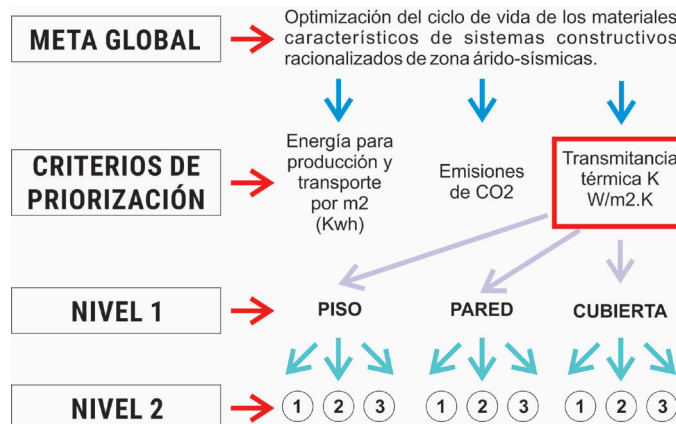 META GLOBAL
Optimización del ciclo de vida de los materiales
característicos de sistemas constructivos
racionalizados de zona árido-sísmicas.
CRITERIOS DE
PRIORIZACIÓN
Energía para
producción y
transporte
por m2
(Kwh)
Emisiones
de CO2
Transmitancia
térmica K
W/m2.K
NIVEL 1
PISO
PARED
CUBIERTA
NIVEL 2
1 2 3
1 2 3
1 2 3